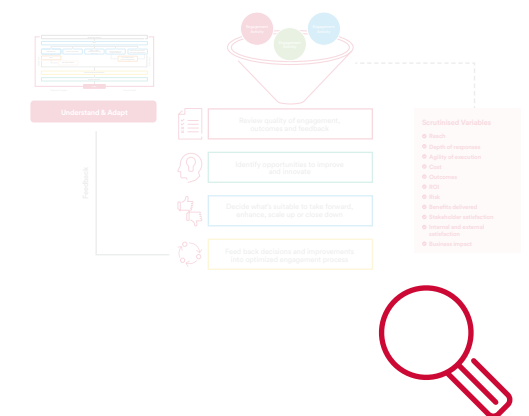 Understand & Adapt
Feedback
Review quality of engagement,
outcomes and feedback
Identify opportunities to improve
and innovate
Decide what's suitable to take forward,
enhance, scale up or close down
Feed back decisions and improvements
into optimised engagement process
Scrutinised Variables
Reach
Depth of responses
Agility of execution
Cost
Outcomes
ROI
Risk
Benefits delivered
Stakeholder satisfaction
Internal and external
satisfaction
Business impact